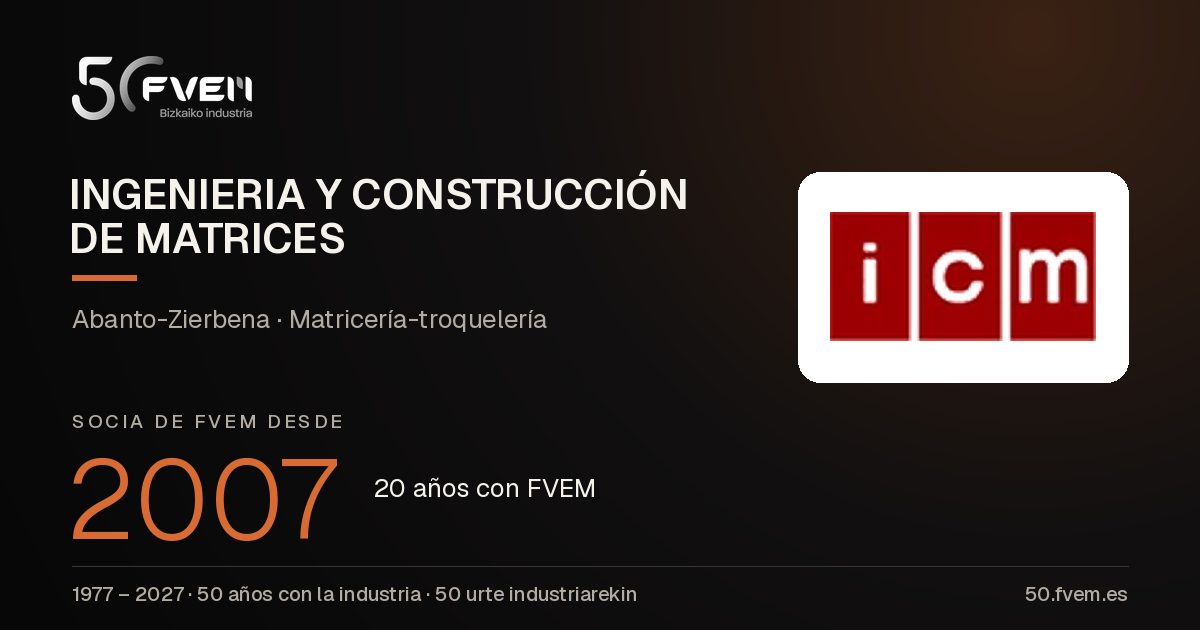 50 FVEM
Bizkaiko industria
INGENIERIA Y CONSTRUCCIÓN
DE MATRICES
icm
Abanto-Zierbena · Matricería-troquelería
SOCIA DE FVEM DESDE
2007
20 años con FVEM
1977 – 2027 · 50 años con la industria · 50 urte industriarekin
50.fvem.es